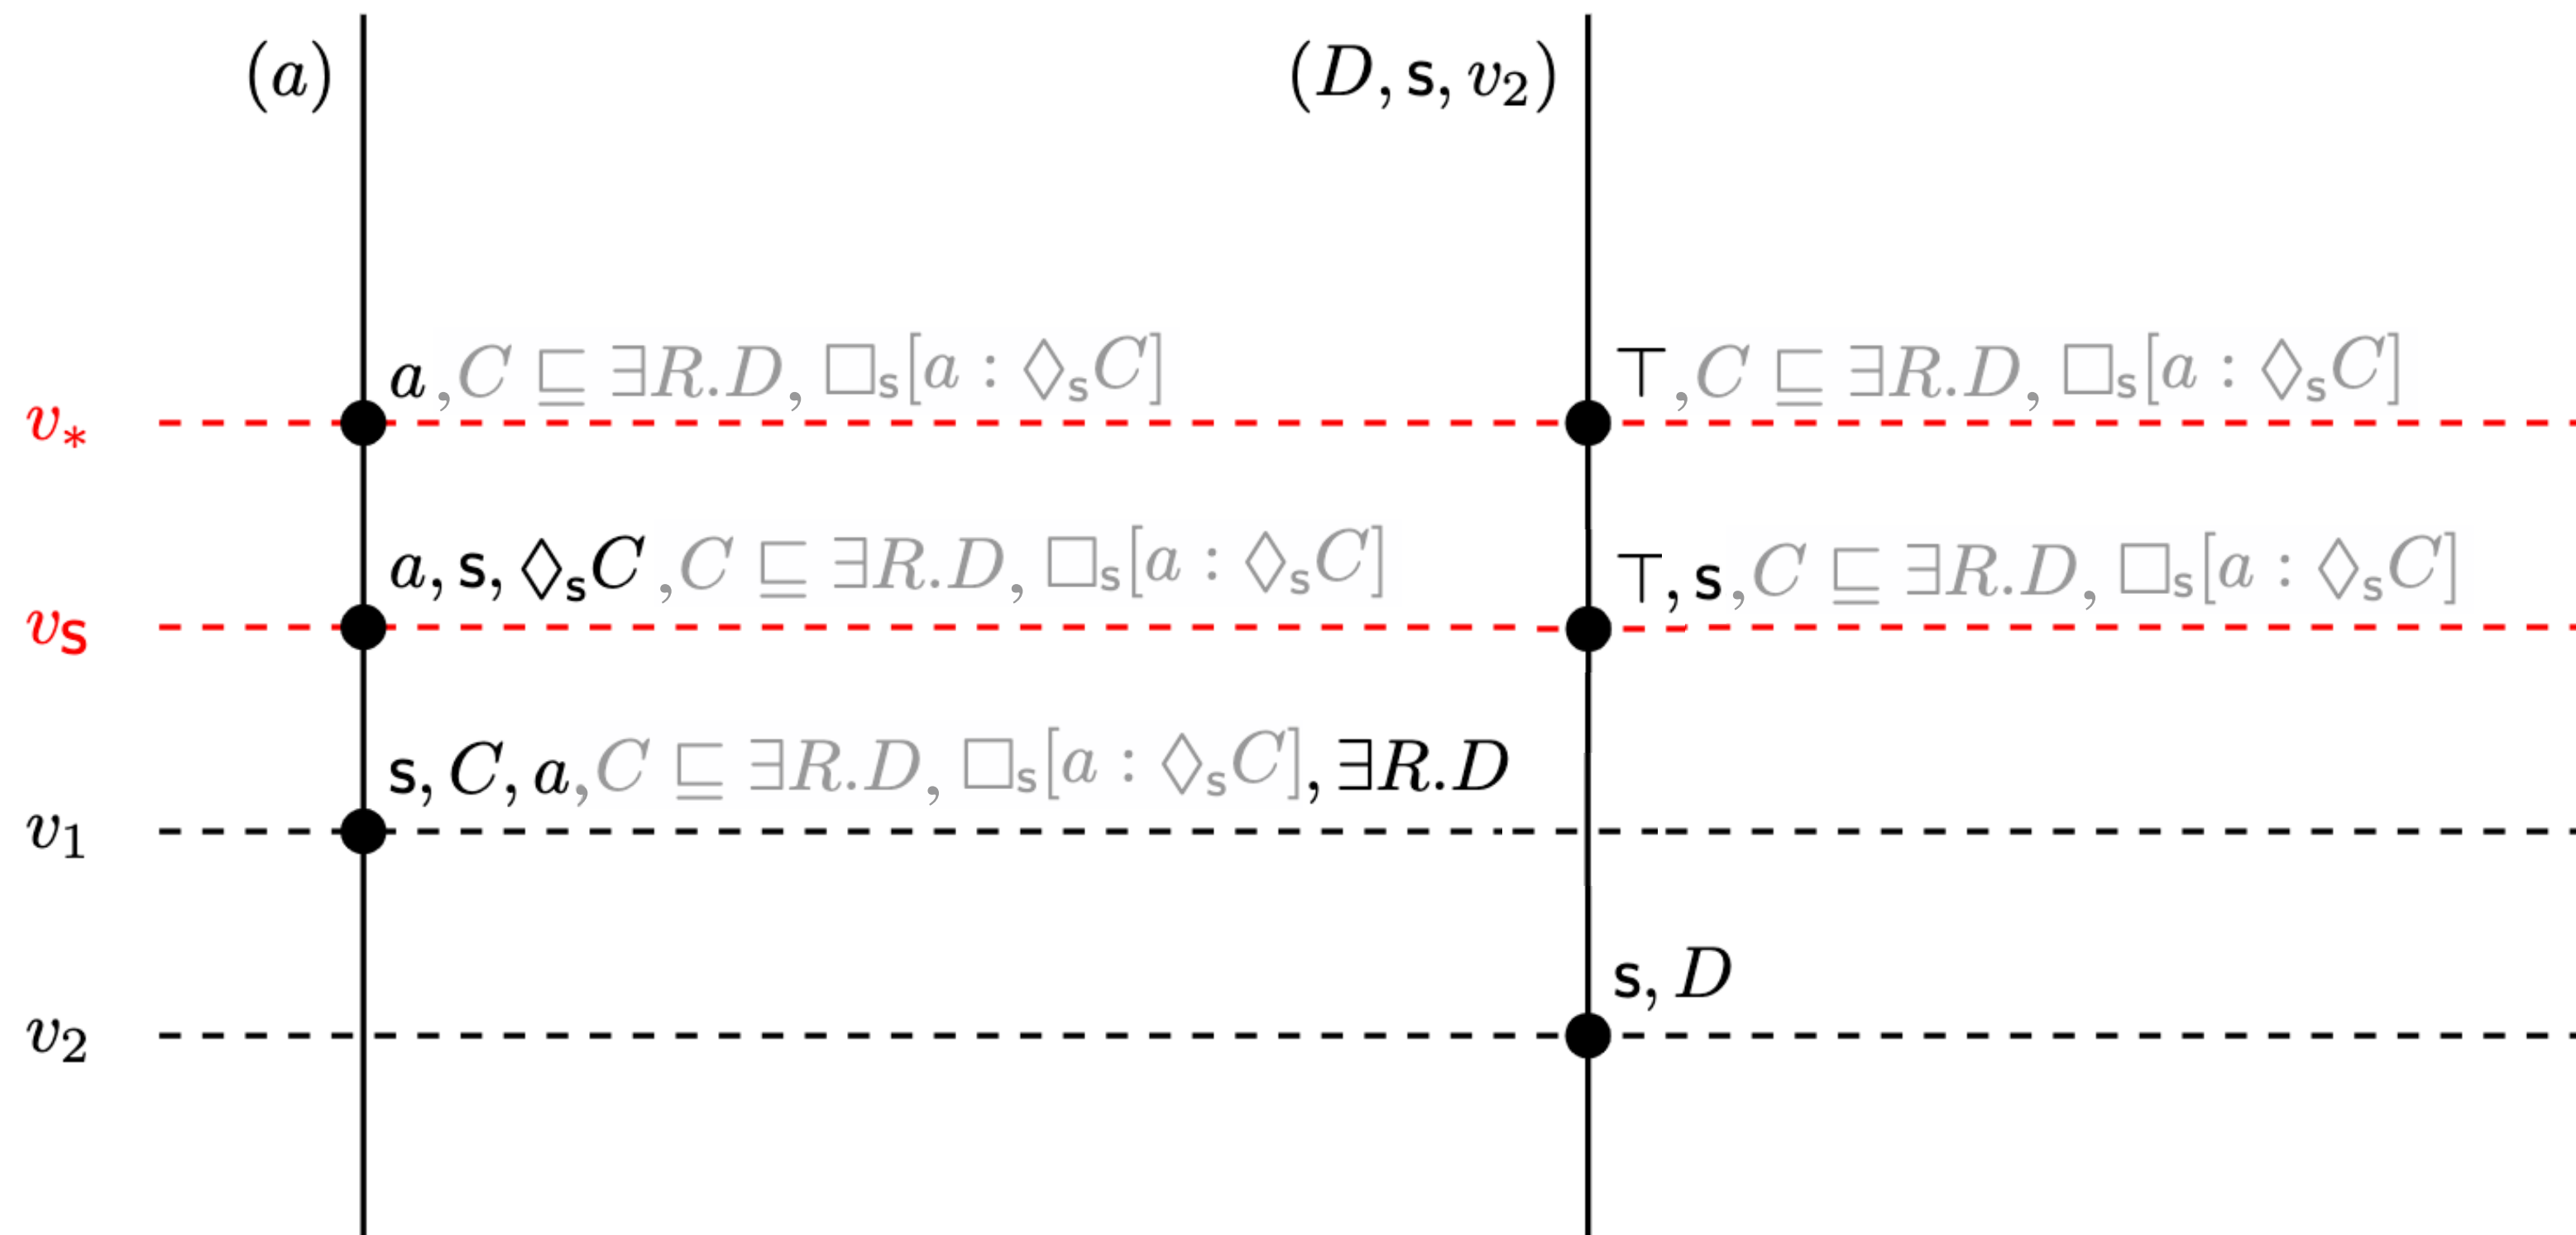 (a) (D, s, v₂)
a, C ⊑ ∃R.D, □ₛ[a : ◊ₛC] ⊤, C ⊑ ∃R.D, □ₛ[a : ◊ₛC]
v∗
a, s, ◊ₛC, C ⊑ ∃R.D, □ₛ[a : ◊ₛC] ⊤, s, C ⊑ ∃R.D, □ₛ[a : ◊ₛC]
vₛ
s, C, a, C ⊑ ∃R.D, □ₛ[a : ◊ₛC], ∃R.D
v₁
s, D
v₂